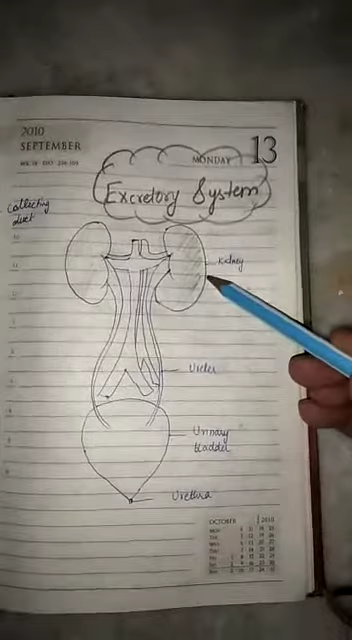 2010
SEPTEMBER
MONDAY 13
Excretory System
Collecting
duct
Kidney
Ureter
Urinary
bladder
Urethra
OCTOBER 2010